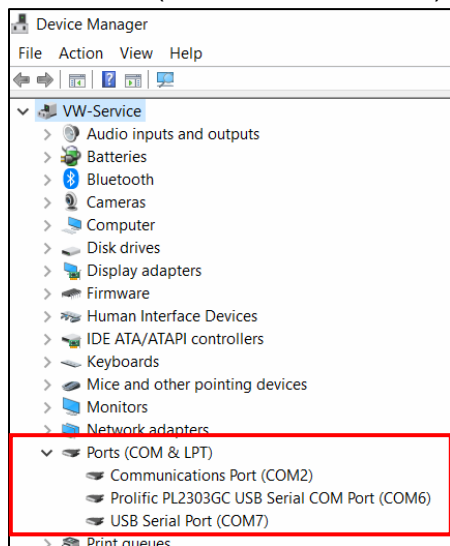 Device Manager
File Action View Help
VW-Service
Audio inputs and outputs
Batteries
Bluetooth
Cameras
Computer
Disk drives
Display adapters
Firmware
Human Interface Devices
IDE ATA/ATAPI controllers
Keyboards
Mice and other pointing devices
Monitors
Network adapters
Ports (COM & LPT)
Communications Port (COM2)
Prolific PL2303GC USB Serial COM Port (COM6)
USB Serial Port (COM7)
Print queues